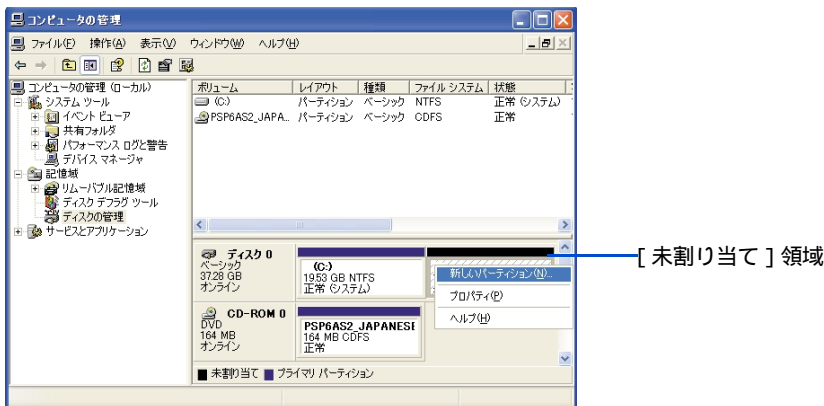 コンピュータの管理
ファイル(F) 操作(A) 表示(V) ウィンドウ(W) ヘルプ(H)
コンピュータの管理 (ローカル)
システム ツール
イベント ビューア
共有フォルダ
パフォーマンス ログと警告
デバイス マネージャ
記憶域
リムーバブル記憶域
ディスク デフラグ ツール
ディスクの管理
サービスとアプリケーション
ボリューム レイアウト 種類 ファイル システム 状態
(C:) パーティション ベーシック NTFS 正常 (システム)
PSP6AS2_JAPA... パーティション ベーシック CDFS 正常
ディスク 0
ベーシック
37.28 GB
オンライン
(C:)
19.53 GB NTFS
正常 (システム)
新しいパーティション(N)...
プロパティ(P)
ヘルプ(H)
[ 未割り当て ] 領域
CD-ROM 0
DVD
164 MB
オンライン
PSP6AS2_JAPANESE
164 MB CDFS
正常
未割り当て プライマリ パーティション